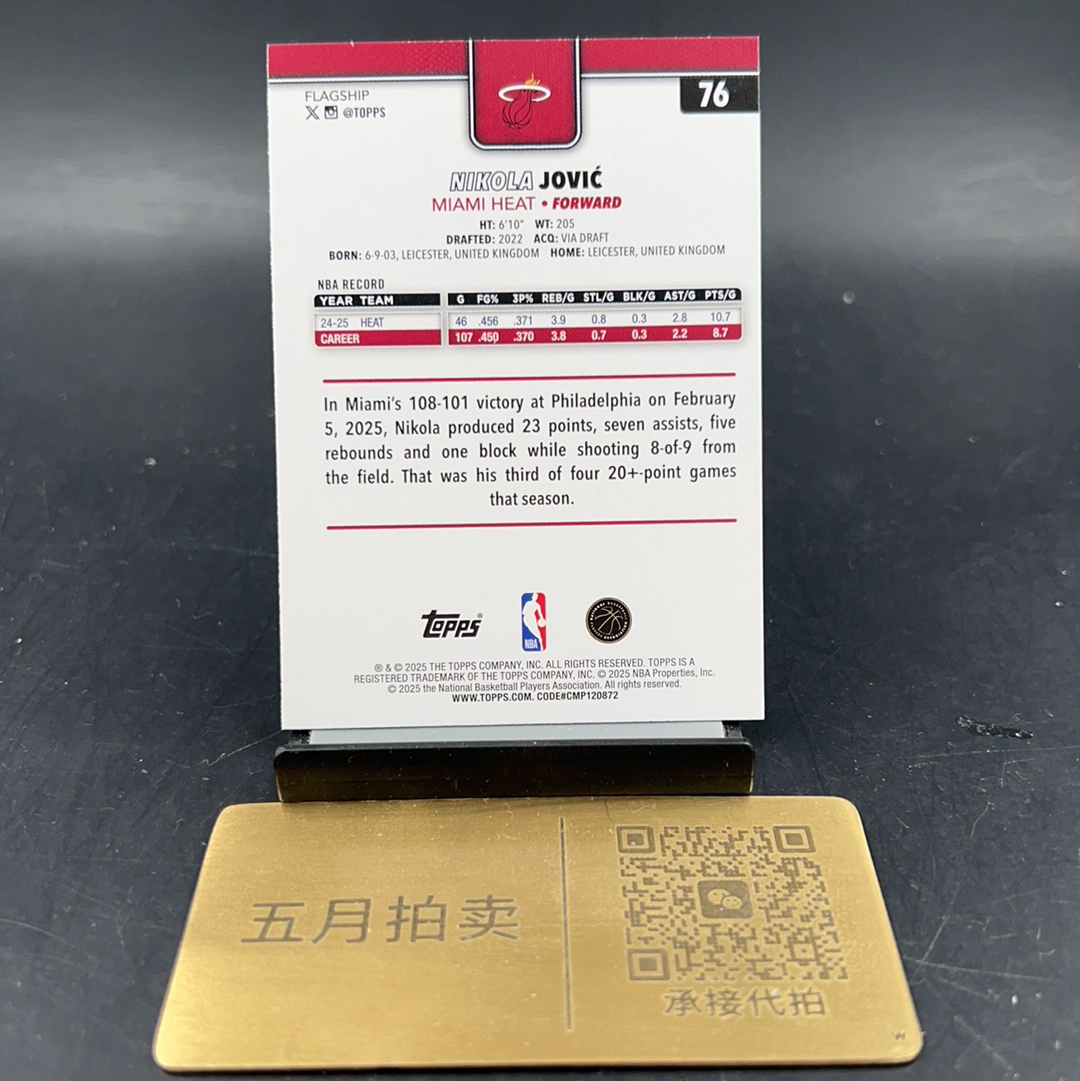 FLAGSHIP
X @TOPPS
76
NIKOLA JOVIĆ
MIAMI HEAT • FORWARD
HT: 6'10" WT: 205
DRAFTED: 2022 ACQ: VIA DRAFT
BORN: 6-9-03, LEICESTER, UNITED KINGDOM HOME: LEICESTER, UNITED KINGDOM
NBA RECORD
YEAR TEAM G FG% 3P% REB/G STL/G BLK/G AST/G PTS/G
24-25 HEAT 46 .456 .371 3.9 0.8 0.3 2.8 10.7
CAREER 107 .450 .370 3.8 0.7 0.3 2.2 8.7
In Miami's 108-101 victory at Philadelphia on February
5, 2025, Nikola produced 23 points, seven assists, five
rebounds and one block while shooting 8-of-9 from
the field. That was his third of four 20+-point games
that season.
Topps®
NBA
NATIONAL BASKETBALL PLAYERS ASSOCIATION
® & © 2025 THE TOPPS COMPANY, INC. ALL RIGHTS RESERVED. TOPPS IS A
REGISTERED TRADEMARK OF THE TOPPS COMPANY, INC. © 2025 NBA Properties, Inc.
© 2025 the National Basketball Players Association. All rights reserved.
WWW.TOPPS.COM. CODE#CMP120872
五月拍卖
承接代拍
W